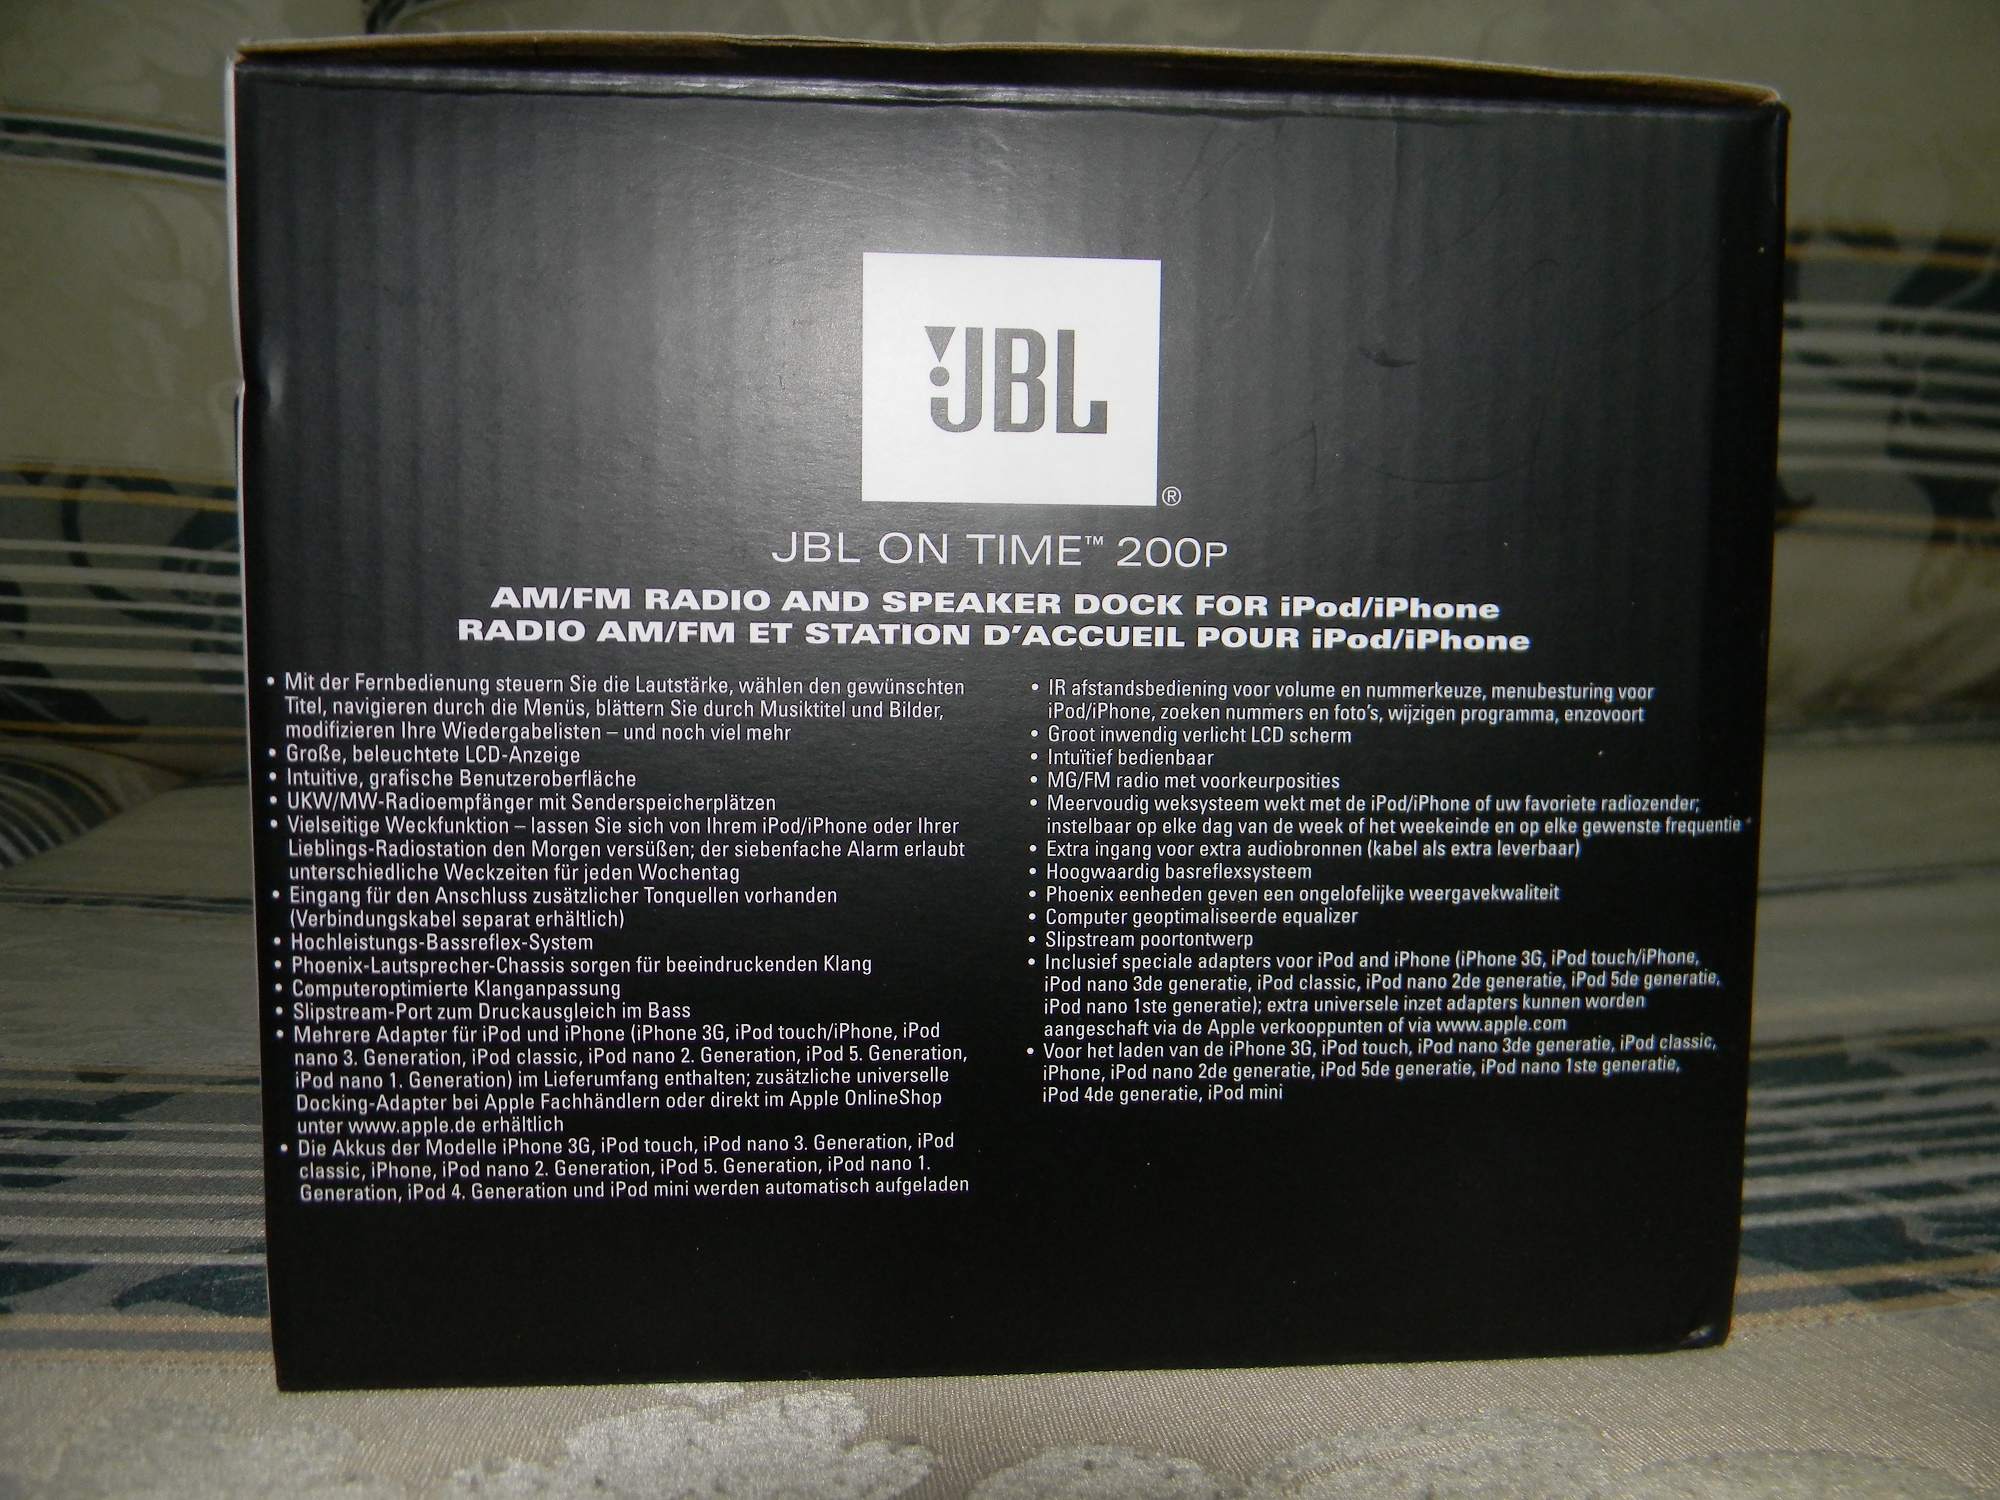 JBL
®
JBL ON TIME™ 200P
AM/FM RADIO AND SPEAKER DOCK FOR iPod/iPhone
RADIO AM/FM ET STATION D'ACCUEIL POUR iPod/iPhone
• Mit der Fernbedienung steuern Sie die Lautstärke, wählen den gewünschten
Titel, navigieren durch die Menüs, blättern Sie durch Musiktitel und Bilder,
modifizieren Ihre Wiedergabelisten – und noch viel mehr
• Große, beleuchtete LCD-Anzeige
• Intuitive, grafische Benutzeroberfläche
• UKW/MW-Radioempfänger mit Senderspeicherplätzen
• Vielseitige Weckfunktion – lassen Sie sich von Ihrem iPod/iPhone oder Ihrer
Lieblings-Radiostation den Morgen versüßen; der siebenfache Alarm erlaubt
unterschiedliche Weckzeiten für jeden Wochentag
• Eingang für den Anschluss zusätzlicher Tonquellen vorhanden
(Verbindungskabel separat erhältlich)
• Hochleistungs-Bassreflex-System
• Phoenix-Lautsprecher-Chassis sorgen für beeindruckenden Klang
• Computeroptimierte Klanganpassung
• Slipstream-Port zum Druckausgleich im Bass
• Mehrere Adapter für iPod und iPhone (iPhone 3G, iPod touch/iPhone, iPod
nano 3. Generation, iPod classic, iPod nano 2. Generation, iPod 5. Generation,
iPod nano 1. Generation) im Lieferumfang enthalten; zusätzliche universelle
Docking-Adapter bei Apple Fachhändlern oder direkt im Apple OnlineShop
unter www.apple.de erhältlich
• Die Akkus der Modelle iPhone 3G, iPod touch, iPod nano 3. Generation, iPod
classic, iPhone, iPod nano 2. Generation, iPod 5. Generation, iPod nano 1.
Generation, iPod 4. Generation und iPod mini werden automatisch aufgeladen
• IR afstandsbediening voor volume en nummerkeuze, menubesturing voor
iPod/iPhone, zoeken nummers en foto's, wijzigen programma, enzovoort
• Groot inwendig verlicht LCD scherm
• Intuïtief bedienbaar
• MG/FM radio met voorkeurposities
• Meervoudig weksysteem wekt met de iPod/iPhone of uw favoriete radiozender;
instelbaar op elke dag van de week of het weekeinde en op elke gewenste frequentie
• Extra ingang voor extra audiobronnen (kabel als extra leverbaar)
• Hoogwaardig basreflexsysteem
• Phoenix eenheden geven een ongelofelijke weergavekwaliteit
• Computer geoptimaliseerde equalizer
• Slipstream poortontwerp
• Inclusief speciale adapters voor iPod and iPhone (iPhone 3G, iPod touch/iPhone,
iPod nano 3de generatie, iPod classic, iPod nano 2de generatie, iPod 5de generatie,
iPod nano 1ste generatie); extra universele inzet adapters kunnen worden
aangeschaft via de Apple verkooppunten of via www.apple.com
• Voor het laden van de iPhone 3G, iPod touch, iPod nano 3de generatie, iPod classic,
iPhone, iPod nano 2de generatie, iPod 5de generatie, iPod nano 1ste generatie,
iPod 4de generatie, iPod mini